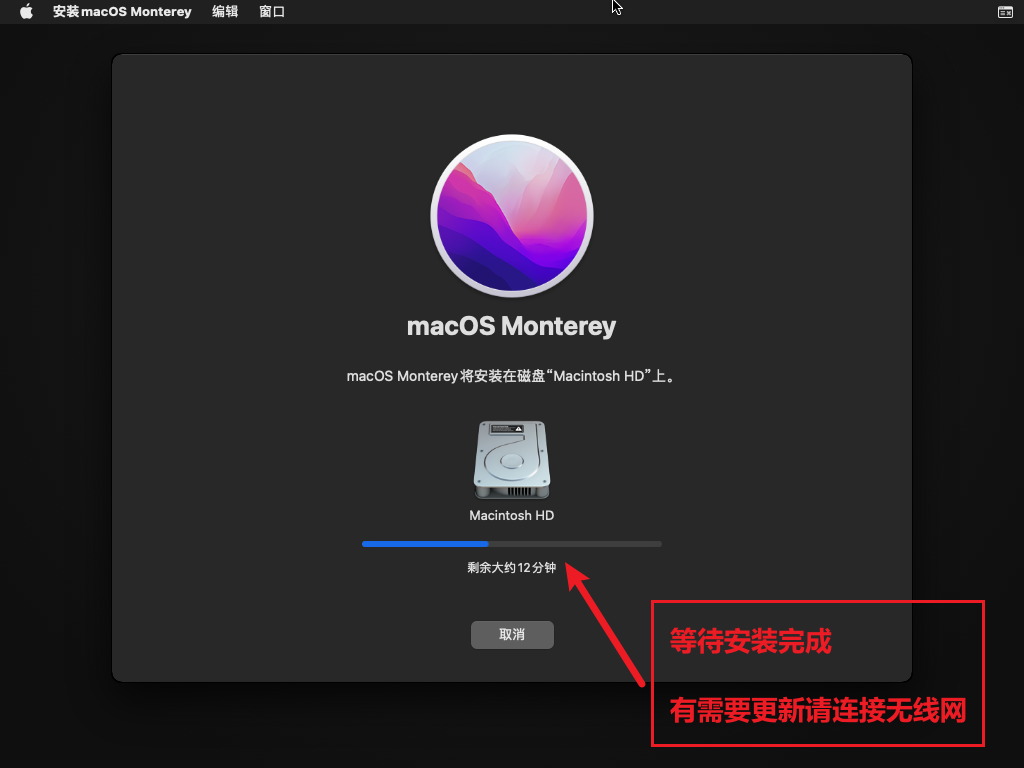 安装macOS Monterey 编辑 窗口
macOS Monterey
macOS Monterey将安装在磁盘“Macintosh HD”上。
Macintosh HD
剩余大约12分钟
取消
等待安装完成
有需要更新请连接无线网